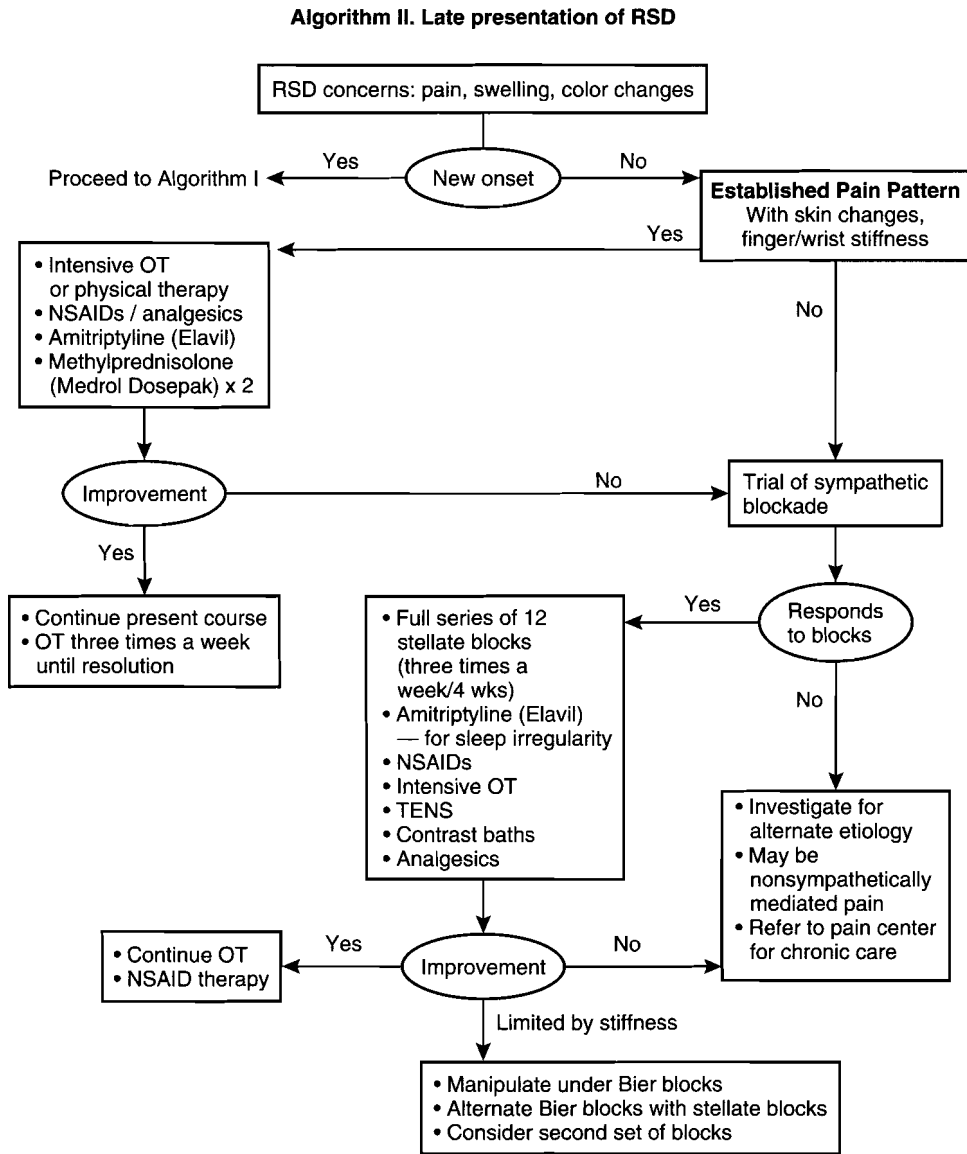 Algorithm II. Late presentation of RSD
RSD concerns: pain, swelling, color changes
Yes
No
Proceed to Algorithm I
New onset
Established Pain Pattern
With skin changes,
finger/wrist stiffness
Yes
• Intensive OT
or physical therapy
• NSAIDs / analgesics
• Amitriptyline (Elavil)
• Methylprednisolone
(Medrol Dosepak) x 2
No
Improvement
No
Trial of sympathetic
blockade
Yes
• Continue present course
• OT three times a week
until resolution
Yes
Responds
to blocks
• Full series of 12
stellate blocks
(three times a
week/4 wks)
• Amitriptyline (Elavil)
— for sleep irregularity
• NSAIDs
• Intensive OT
• TENS
• Contrast baths
• Analgesics
No
• Investigate for
alternate etiology
• May be
nonsympathetically
mediated pain
• Refer to pain center
for chronic care
• Continue OT
• NSAID therapy
Yes
Improvement
No
Limited by stiffness
• Manipulate under Bier blocks
• Alternate Bier blocks with stellate blocks
• Consider second set of blocks